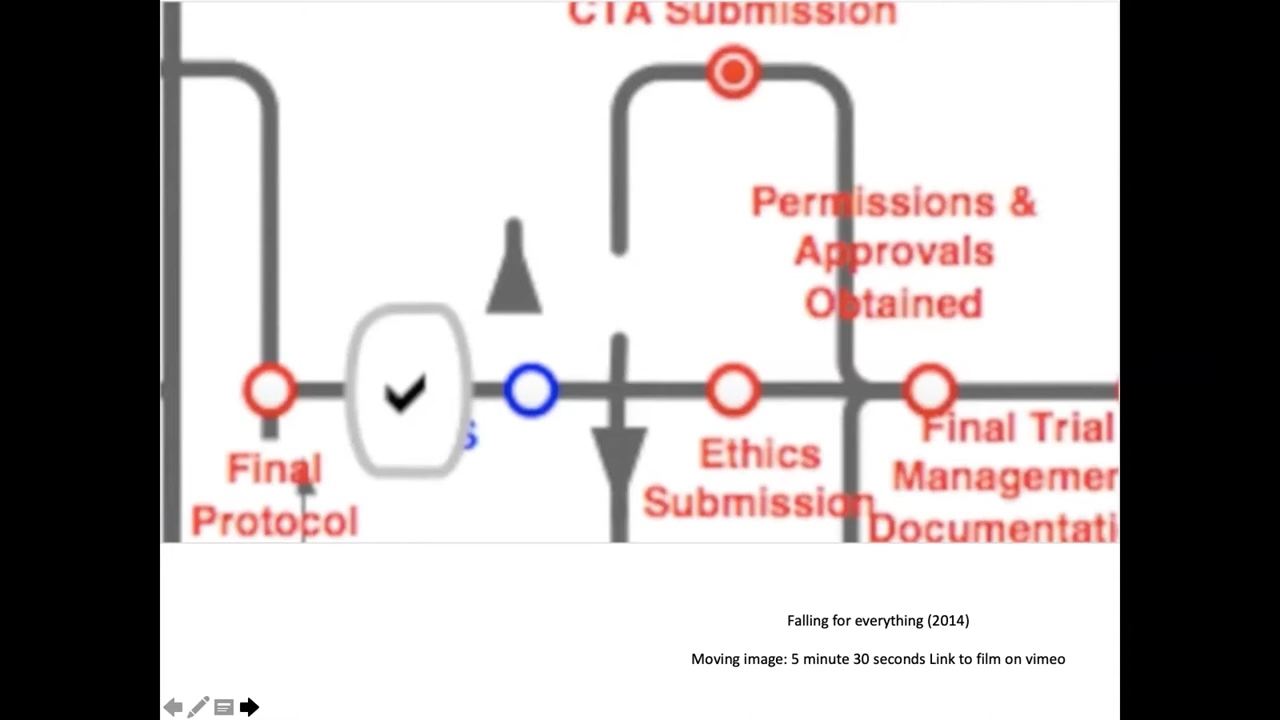 CTA Submission
Permissions &
Approvals
Obtained
s
Final
Protocol
Ethics
Submission
Final Trial
Managemer
Documentati
Falling for everything (2014)
Moving image: 5 minute 30 seconds Link to film on vimeo